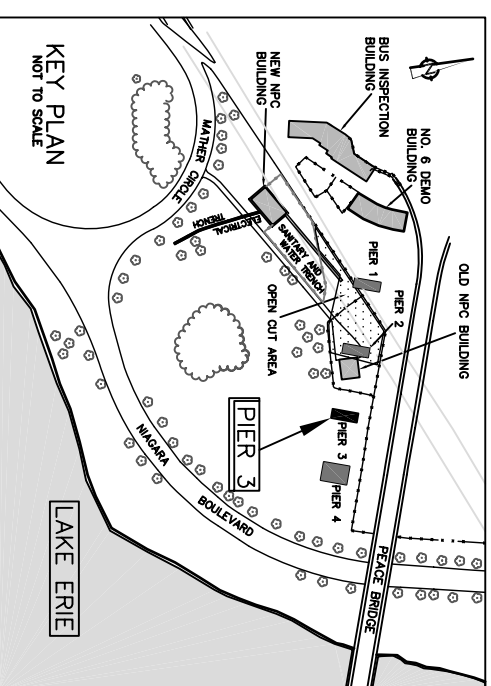 BUS INSPECTION
BUILDING
NO. 6 DEMO
BUILDING
OLD NPC BUILDING
NEW NPC
BUILDING
KEY PLAN
NOT TO SCALE
MATHER CIRCLE
ELECTRICAL
TRENCH
SANITARY AND
WATER TRENCH
PIER 1
PIER 2
OPEN CUT AREA
PIER 3
PIER 3
PIER 4
PEACE BRIDGE
NIAGARA
BOULEVARD
LAKE ERIE